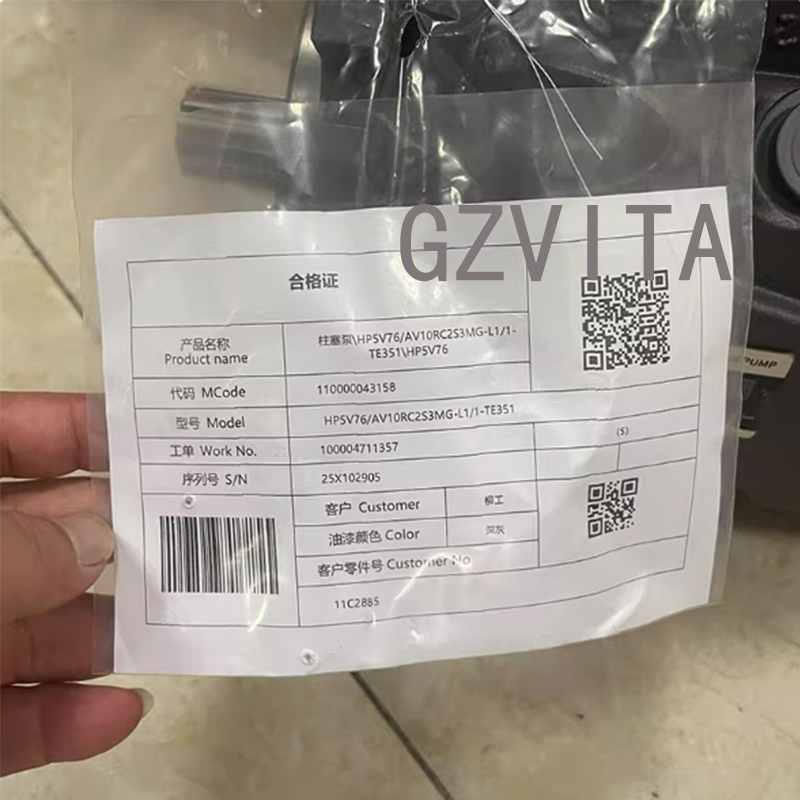 GZVITA
合格证
产品名称
Product name
柱塞泵\HP5V76/AV10RC2S3MG-L1/1-
TE351\HP5V76
代码 MCode
110000043158
型号 Model
HP5V76/AV10RC2S3MG-L1/1-TE351
工单 Work No.
100004711357
(S)
序列号 S/N
25X102905
客户 Customer
柳工
油漆颜色 Color
深灰
客户零件号 Customer No
11C2885
PUMP